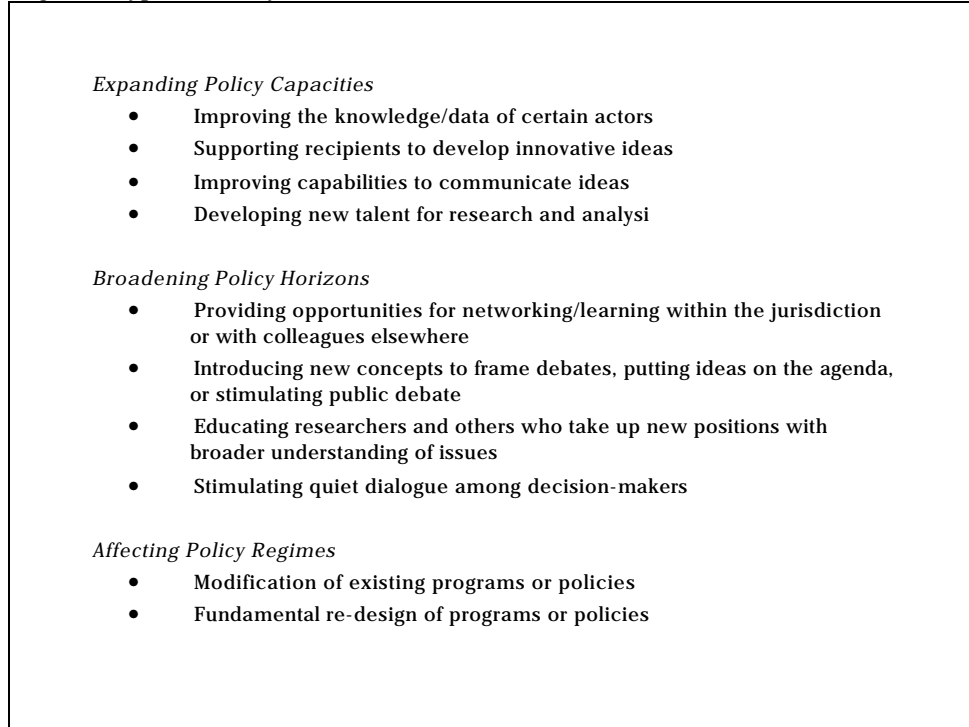 Expanding Policy Capacities
• Improving the knowledge/data of certain actors
• Supporting recipients to develop innovative ideas
• Improving capabilities to communicate ideas
• Developing new talent for research and analysi
Broadening Policy Horizons
• Providing opportunities for networking/learning within the jurisdiction
or with colleagues elsewhere
• Introducing new concepts to frame debates, putting ideas on the agenda,
or stimulating public debate
• Educating researchers and others who take up new positions with
broader understanding of issues
• Stimulating quiet dialogue among decision-makers
Affecting Policy Regimes
• Modification of existing programs or policies
• Fundamental re-design of programs or policies